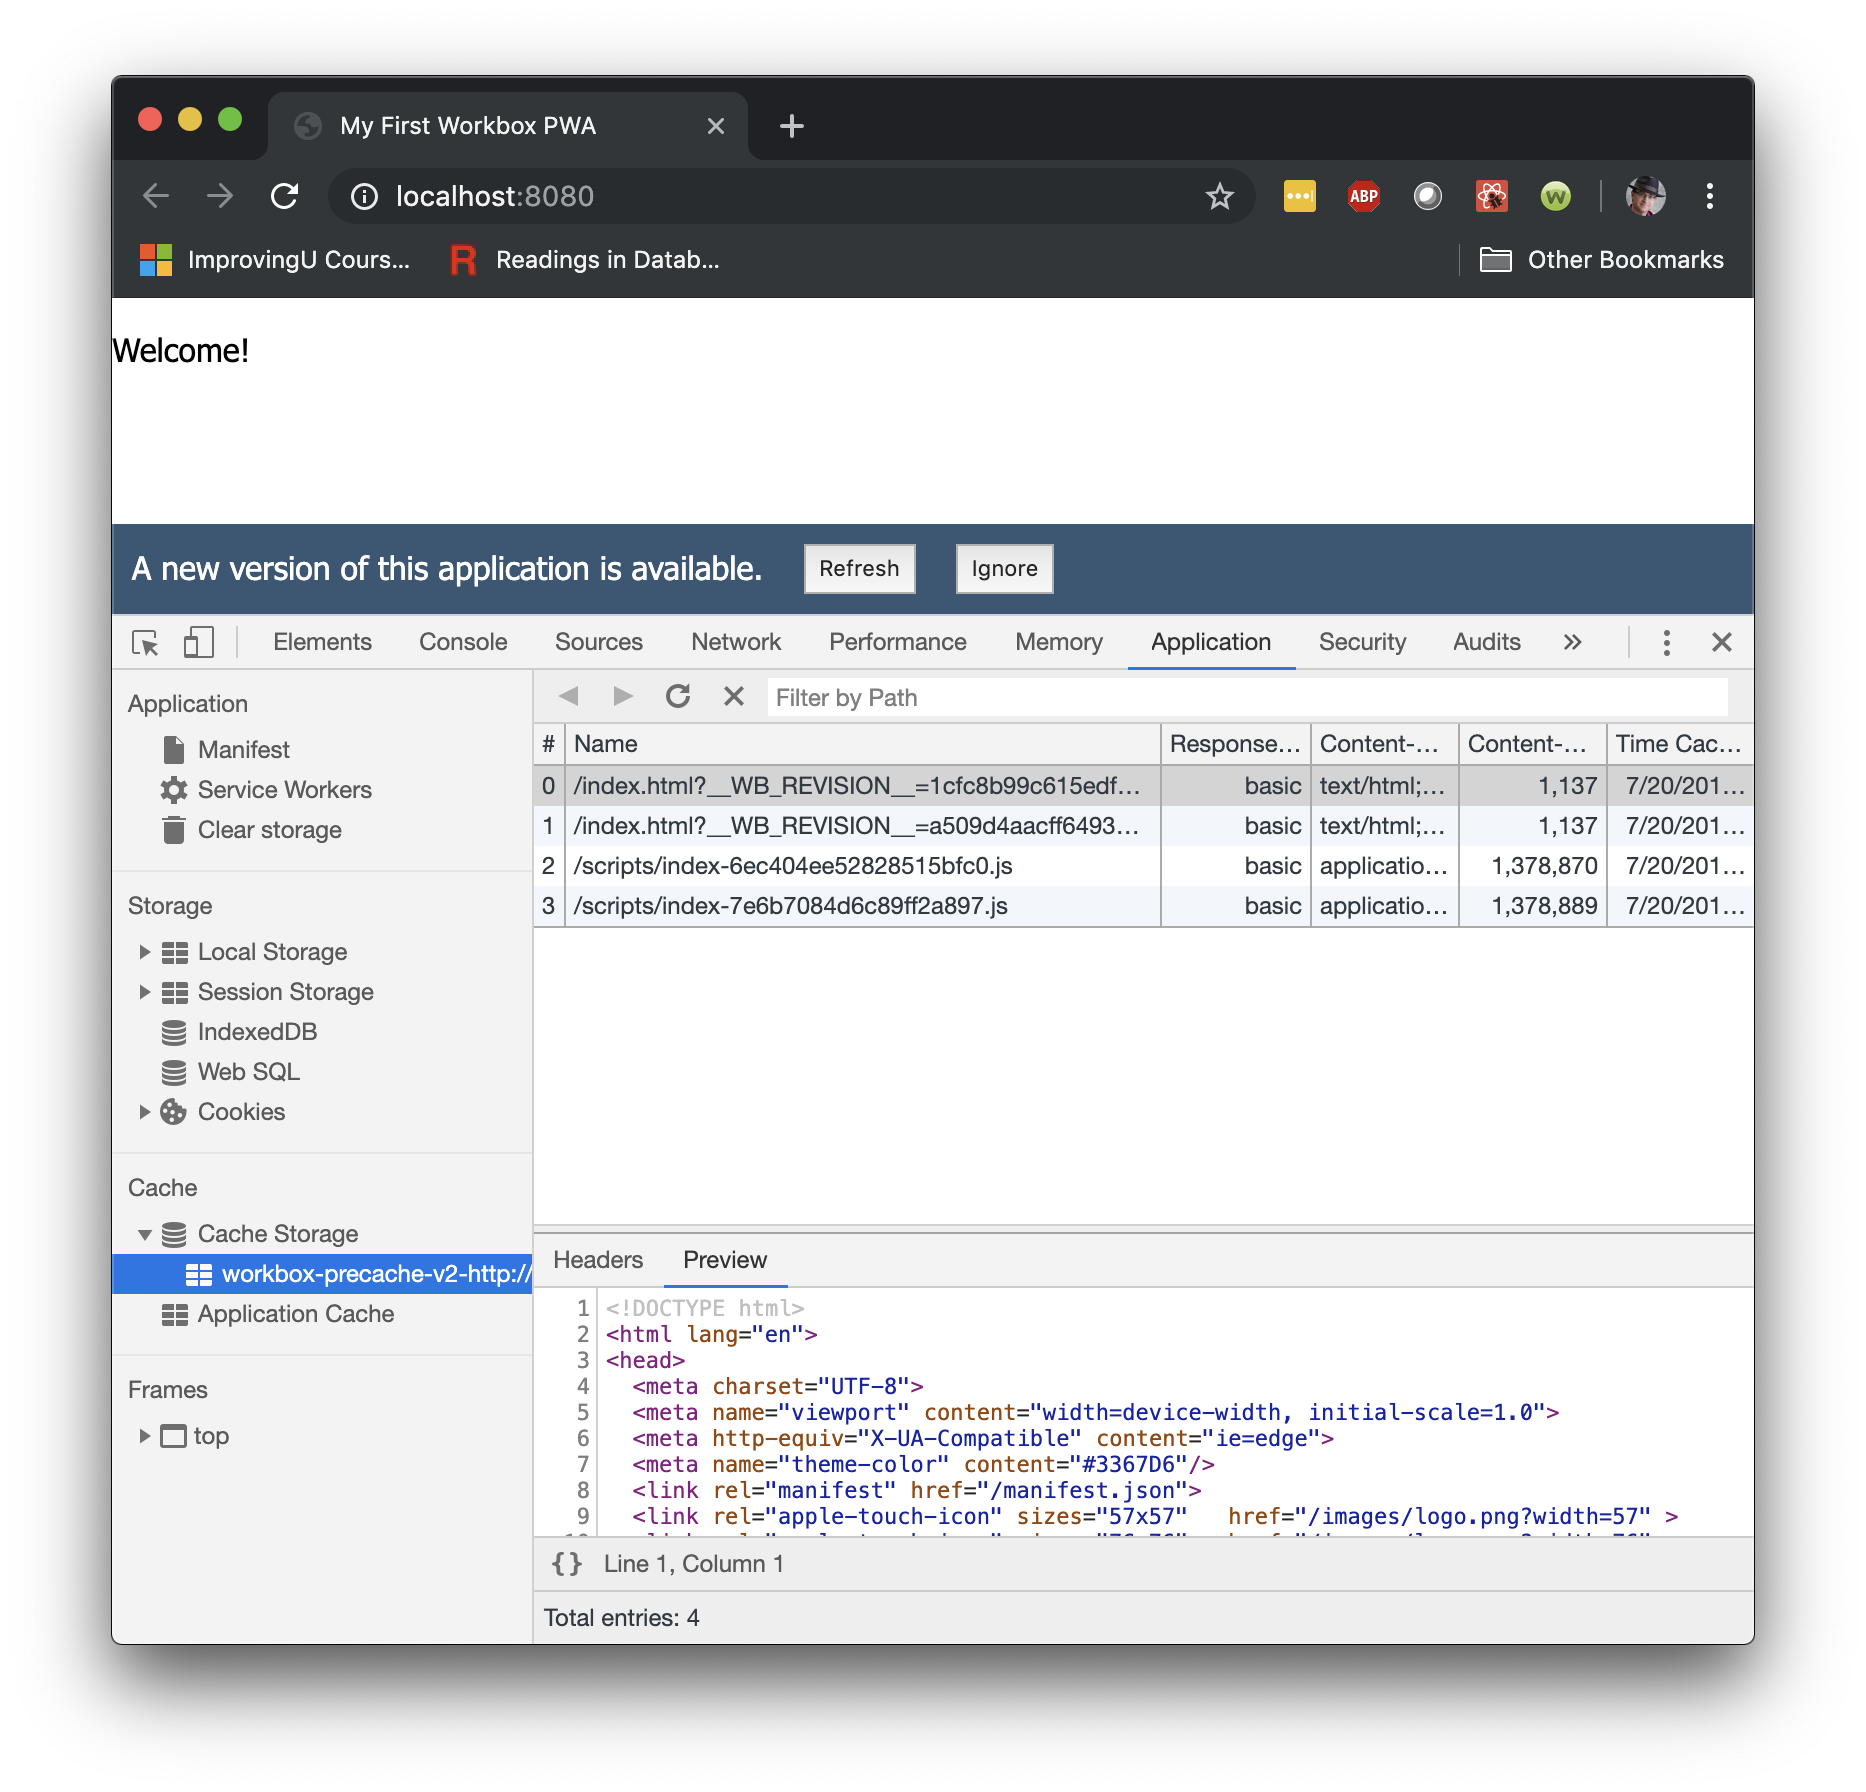 My First Workbox PWA
localhost:8080
ABP
W
ImprovingU Cours...
R Readings in Datab...
Other Bookmarks
Welcome!
A new version of this application is available.
Refresh
Ignore
Elements Console Sources Network Performance Memory Application Security Audits
Application
Manifest
Service Workers
Clear storage
Storage
Local Storage
Session Storage
IndexedDB
Web SQL
Cookies
Cache
Cache Storage
workbox-precache-v2-http://
Application Cache
Frames
top
Filter by Path
# Name Response... Content-... Content-... Time Cac...
0 /index.html?__WB_REVISION__=1cfc8b99c615edf... basic text/html;... 1,137 7/20/201...
1 /index.html?__WB_REVISION__=a509d4aacff6493... basic text/html;... 1,137 7/20/201...
2 /scripts/index-6ec404ee52828515bfc0.js basic applicatio... 1,378,870 7/20/201...
3 /scripts/index-7e6b7084d6c89ff2a897.js basic applicatio... 1,378,889 7/20/201...
Headers Preview
1 <!DOCTYPE html>
2 <html lang="en">
3 <head>
4 <meta charset="UTF-8">
5 <meta name="viewport" content="width=device-width, initial-scale=1.0">
6 <meta http-equiv="X-UA-Compatible" content="ie=edge">
7 <meta name="theme-color" content="#3367D6"/>
8 <link rel="manifest" href="/manifest.json">
9 <link rel="apple-touch-icon" sizes="57x57" href="/images/logo.png?width=57" >
{} Line 1, Column 1
Total entries: 4